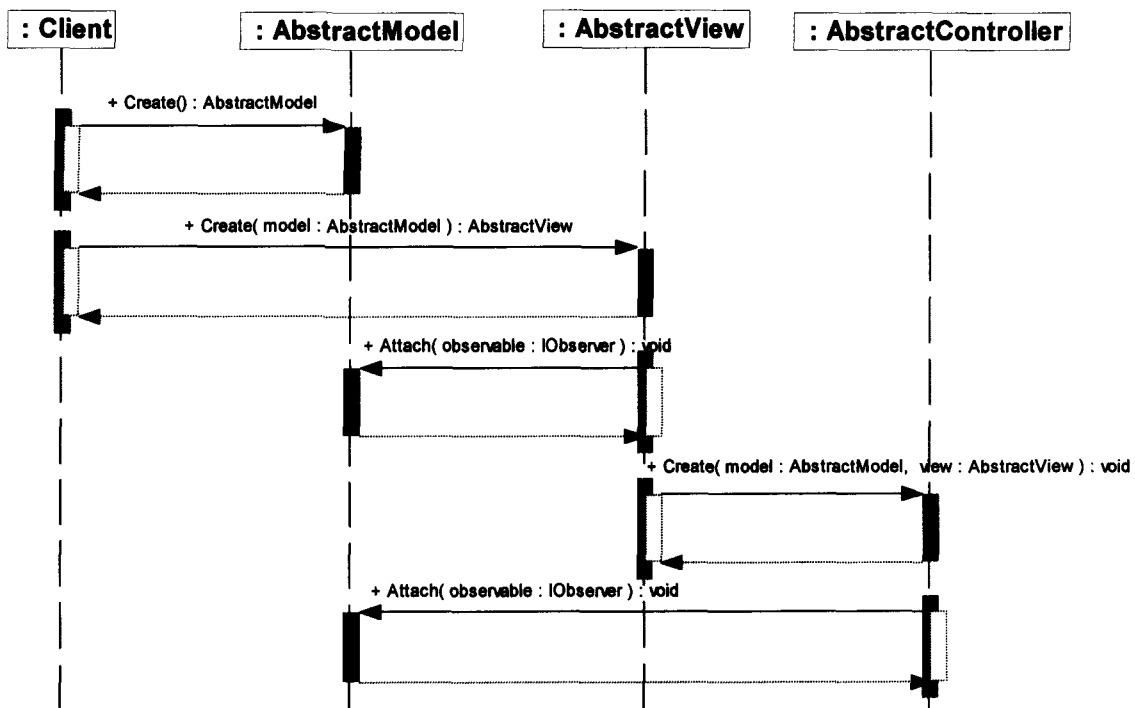 : Client
: AbstractModel
: AbstractView
: AbstractController
+ Create() : AbstractModel
+ Create( model : AbstractModel ) : AbstractView
+ Attach( observable : IObserver ) : void
+ Create( model : AbstractModel, view : AbstractView ) : void
+ Attach( observable : IObserver ) : void